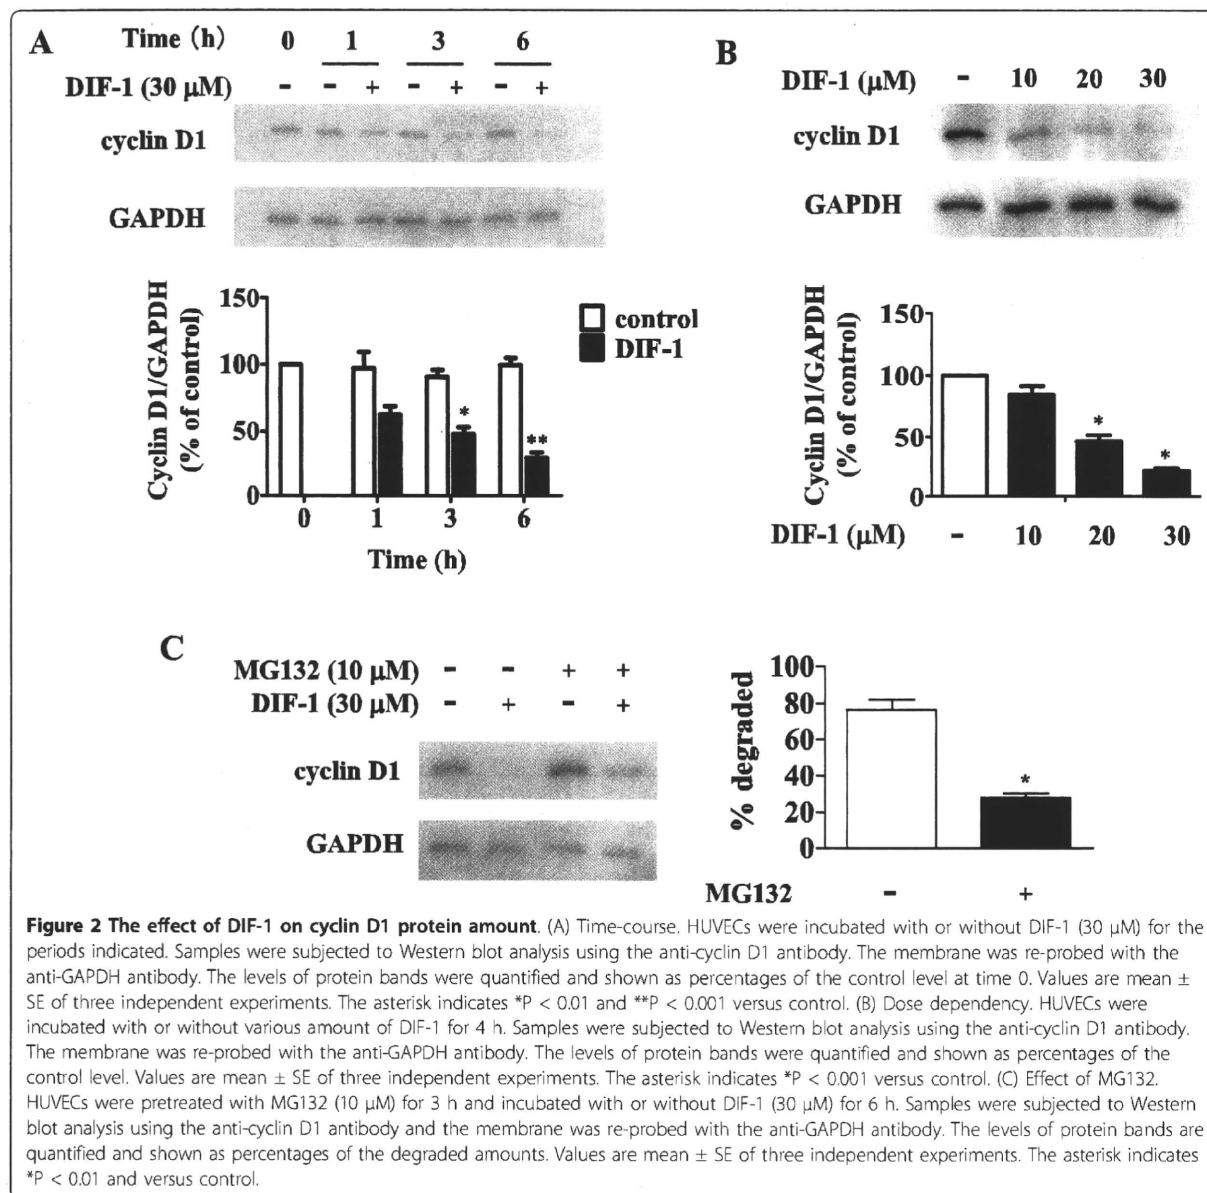 A
Time (h) 0 1 3 6
DIF-1 (30 µM) - - + - + - +
cyclin D1
GAPDH
Cyclin D1/GAPDH
(% of control)
150
100
50
0
* **
0 1 3 6
Time (h)
control
DIF-1
B
DIF-1 (µM) - 10 20 30
cyclin D1
GAPDH
Cyclin D1/GAPDH
(% of control)
150
100
50
0
* *
DIF-1 (µM) - 10 20 30
C
MG132 (10 µM) - - + +
DIF-1 (30 µM) - + - +
cyclin D1
GAPDH
% degraded
100
80
60
40
20
0
*
MG132 - +
Figure 2 The effect of DIF-1 on cyclin D1 protein amount. (A) Time-course. HUVECs were incubated with or without DIF-1 (30 µM) for the
periods indicated. Samples were subjected to Western blot analysis using the anti-cyclin D1 antibody. The membrane was re-probed with the
anti-GAPDH antibody. The levels of protein bands were quantified and shown as percentages of the control level at time 0. Values are mean ±
SE of three independent experiments. The asterisk indicates *P < 0.01 and **P < 0.001 versus control. (B) Dose dependency. HUVECs were
incubated with or without various amount of DIF-1 for 4 h. Samples were subjected to Western blot analysis using the anti-cyclin D1 antibody.
The membrane was re-probed with the anti-GAPDH antibody. The levels of protein bands were quantified and shown as percentages of the
control level. Values are mean ± SE of three independent experiments. The asterisk indicates *P < 0.001 versus control. (C) Effect of MG132.
HUVECs were pretreated with MG132 (10 µM) for 3 h and incubated with or without DIF-1 (30 µM) for 6 h. Samples were subjected to Western
blot analysis using the anti-cyclin D1 antibody and the membrane was re-probed with the anti-GAPDH antibody. The levels of protein bands are
quantified and shown as percentages of the degraded amounts. Values are mean ± SE of three independent experiments. The asterisk indicates
*P < 0.01 and versus control.